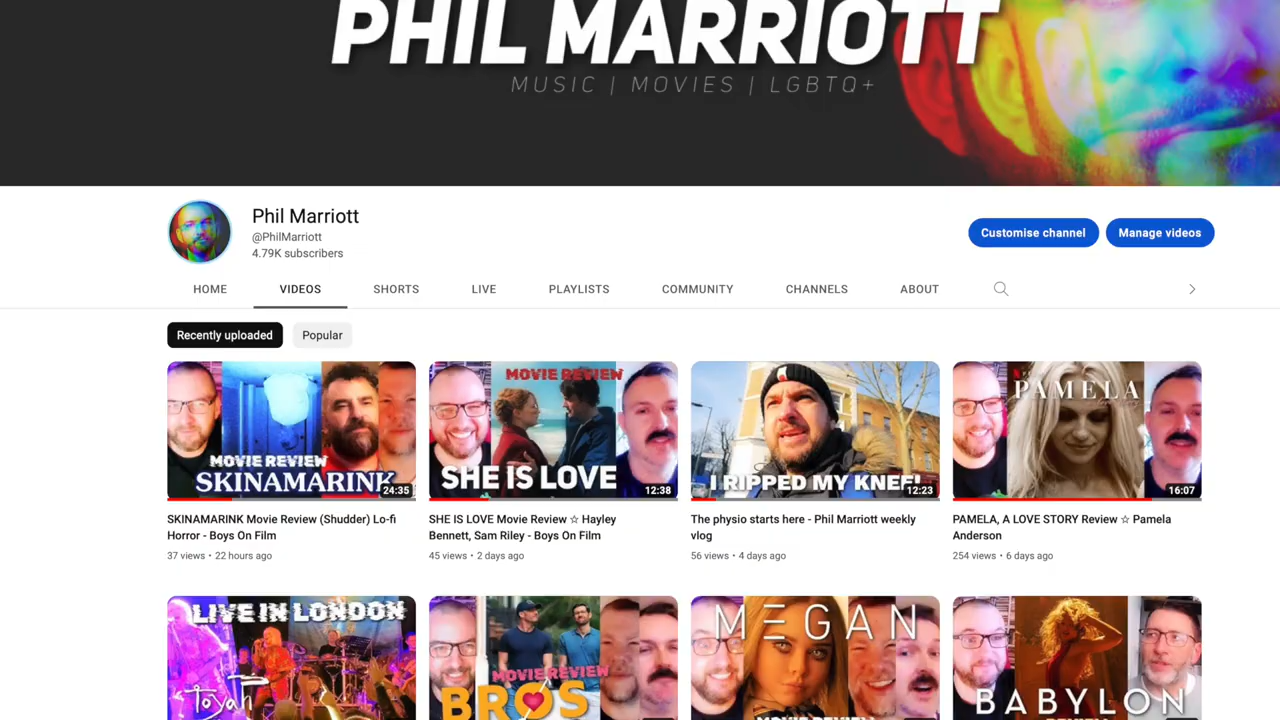 PHIL MARRIOTT
MUSIC | MOVIES | LGBTQ+
Phil Marriott
@PhilMarriott
4.79K subscribers
Customise channel
Manage videos
HOME
VIDEOS
SHORTS
LIVE
PLAYLISTS
COMMUNITY
CHANNELS
ABOUT
Recently uploaded
Popular
MOVIE REVIEW
SKINAMARINK
24:35
MOVIE REVIEW
SHE IS LOVE
12:38
I RIPPED MY KNEE!
12:23
PAMELA
16:07
SKINAMARINK Movie Review (Shudder) Lo-fi
Horror - Boys On Film
37 views • 22 hours ago
SHE IS LOVE Movie Review ☆ Hayley
Bennett, Sam Riley - Boys On Film
45 views • 2 days ago
The physio starts here - Phil Marriott weekly
vlog
56 views • 4 days ago
PAMELA, A LOVE STORY Review ☆ Pamela
Anderson
254 views • 6 days ago
LIVE IN LONDON
toyah
MOVIE REVIEW
BROS
MEGAN
MOVIE REVIEW
BABYLON
REVIEW